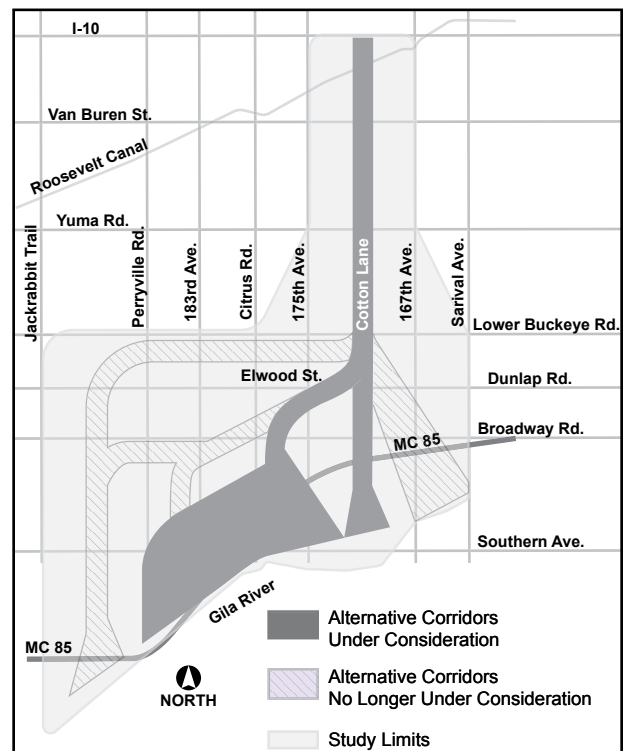 I-10
Van Buren St.
Roosevelt Canal
Yuma Rd.
Jackrabbit Trail
Perryville Rd.
183rd Ave.
Citrus Rd.
175th Ave.
Cotton Lane
167th Ave.
Sarival Ave.
Lower Buckeye Rd.
Elwood St.
Dunlap Rd.
Broadway Rd.
MC 85
Southern Ave.
Gila River
MC 85
NORTH
Alternative Corridors
Under Consideration
Alternative Corridors
No Longer Under Consideration
Study Limits